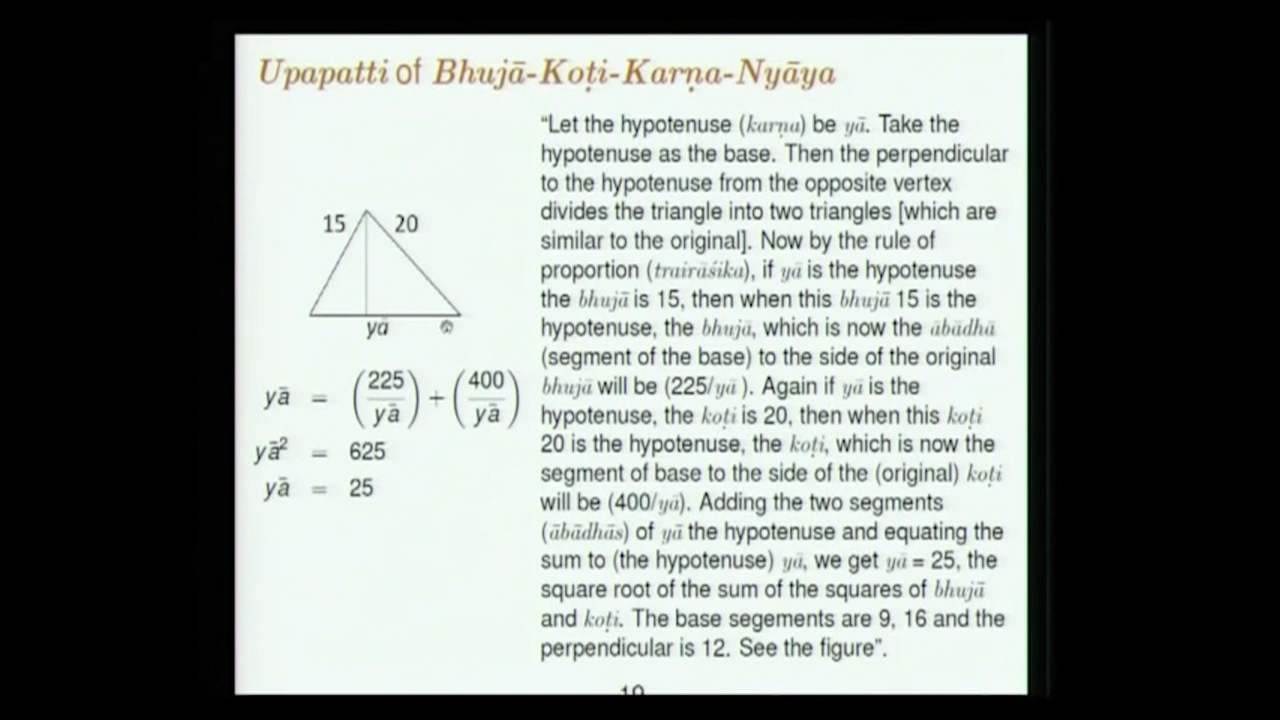 Upapatti of Bhujā-Koṭi-Karṇa-Nyāya
15
20
yā
yā = (225/yā) + (400/yā)
yā² = 625
yā = 25
“Let the hypotenuse (karṇa) be yā. Take the
hypotenuse as the base. Then the perpendicular
to the hypotenuse from the opposite vertex
divides the triangle into two triangles [which are
similar to the original]. Now by the rule of
proportion (trairāśika), if yā is the hypotenuse
the bhujā is 15, then when this bhujā 15 is the
hypotenuse, the bhujā, which is now the ābādhā
(segment of the base) to the side of the original
bhujā will be (225/yā ). Again if yā is the
hypotenuse, the koṭi is 20, then when this koṭi
20 is the hypotenuse, the koṭi, which is now the
segment of base to the side of the (original) koṭi
will be (400/yā). Adding the two segments
(ābādhās) of yā the hypotenuse and equating the
sum to (the hypotenuse) yā, we get yā = 25, the
square root of the sum of the squares of bhujā
and koṭi. The base segements are 9, 16 and the
perpendicular is 12. See the figure”.